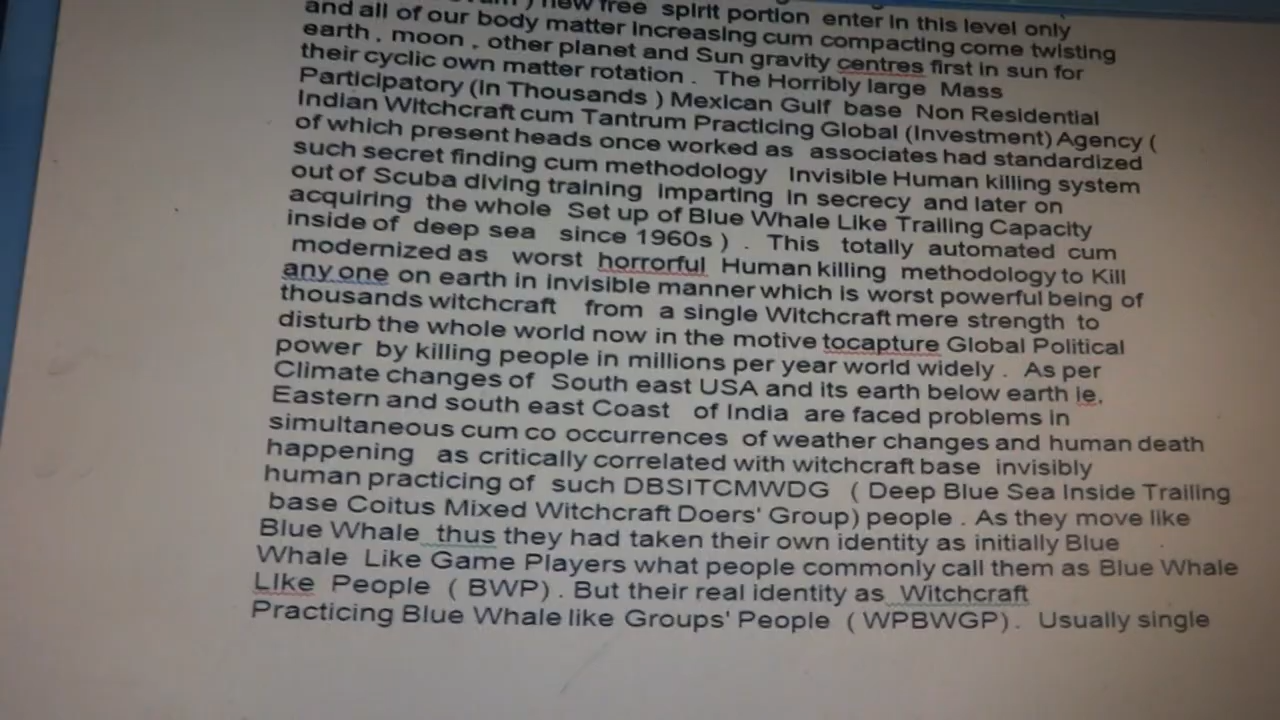 new free spirit portion enter in this level only
and all of our body matter increasing cum compacting come twisting
earth , moon , other planet and Sun gravity centres first in sun for
their cyclic own matter rotation . The Horribly large Mass
Participatory (in Thousands ) Mexican Gulf base Non Residential
Indian Witchcraft cum Tantrum Practicing Global (Investment) Agency (
of which present heads once worked as associates had standardized
such secret finding cum methodology Invisible Human killing system
out of Scuba diving training imparting in secrecy and later on
acquiring the whole Set up of Blue Whale Like Trailing Capacity
inside of deep sea since 1960s ) . This totally automated cum
modernized as worst horrorful Human killing methodology to Kill
any one on earth in invisible manner which is worst powerful being of
thousands witchcraft from a single Witchcraft mere strength to
disturb the whole world now in the motive tocapture Global Political
power by killing people in millions per year world widely . As per
Climate changes of South east USA and its earth below earth ie.
Eastern and south east Coast of India are faced problems in
simultaneous cum co occurrences of weather changes and human death
happening as critically correlated with witchcraft base invisibly
human practicing of such DBSITCMWDG ( Deep Blue Sea Inside Trailing
base Coitus Mixed Witchcraft Doers' Group) people . As they move like
Blue Whale thus they had taken their own identity as initially Blue
Whale Like Game Players what people commonly call them as Blue Whale
LIke People ( BWP) . But their real identity as Witchcraft
Practicing Blue Whale like Groups' People ( WPBWGP). Usually single